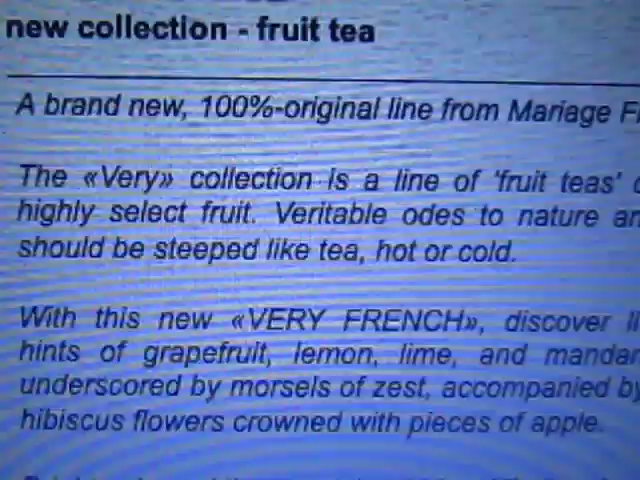 new collection - fruit tea
A brand new, 100%-original line from Mariage
The «Very» collection is a line of 'fruit teas'
highly select fruit. Veritable odes to nature
should be steeped like tea, hot or cold.
With this new «VERY FRENCH», discover
hints of grapefruit, lemon, lime, and
underscored by morsels of zest, accompanied by
hibiscus flowers crowned with pieces of apple.